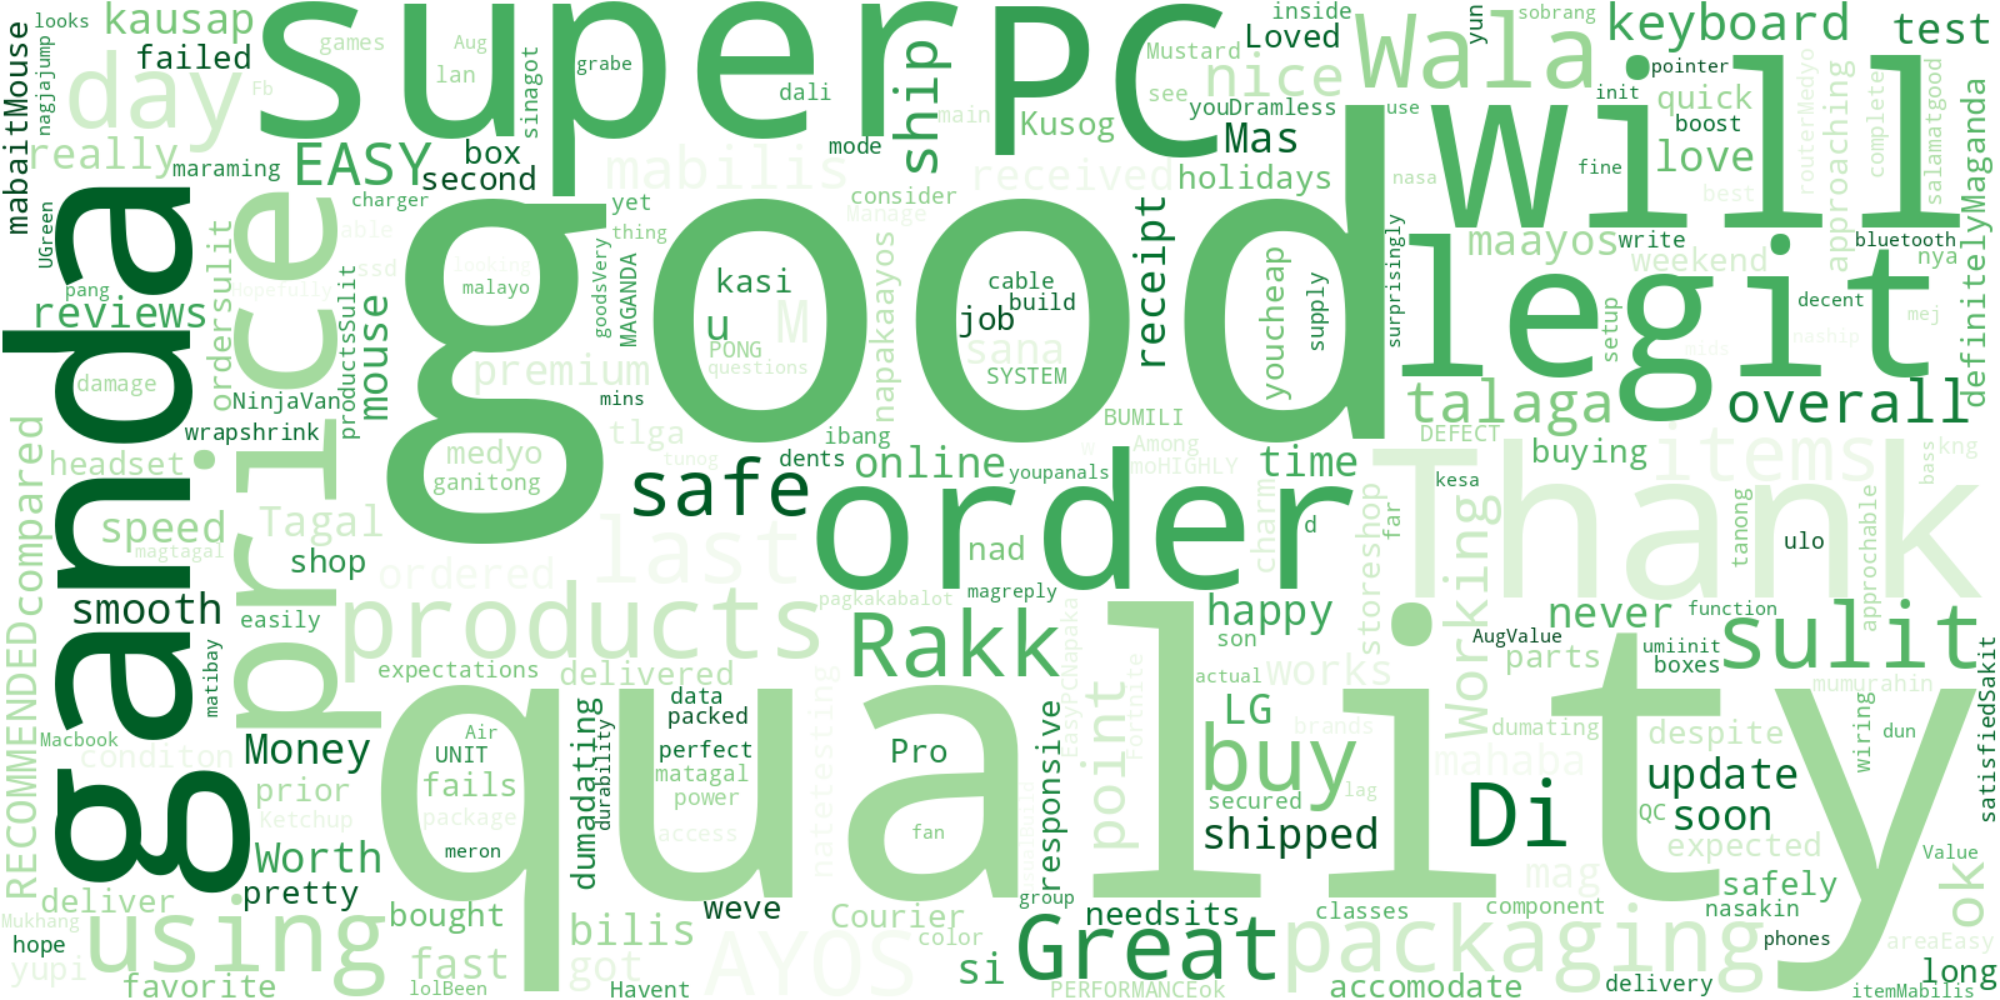 looks
kausap
games
Aug
super
PC
inside
Loved
yun
sobrang
keyboard
test
failed
day
Fb
lan
grabe
sinagot
dali
ship
main
Mustard
nice
Wala
will
pointer
nagjajump
mabaitMouse
really
maraming
EASY
box
second
mode
Kusog
see
youDramless
Mas
use
init
quick
boost
routerMedyo
approaching
complete
salamatgood
love
fine
best
mabilis
received
holidays
nasa
consider
Manage
charger
able
yet
thing
UGreen
pang
reviews
ganda
ordersulit
price
Hopefully
ssd
productsSulit
mouse
good
looking
malayo
goodsVery
MAGANDA
kasi
u
M
PONG
questions
napakaayos
cable
build
job
sana
SYSTEM
receipt
youcheap
supply
surprisingly
maayos
write
weekend
bluetooth
nya
definitelyMaganda
legit
setup
decent
mej
mids
naship
damage
NinjaVan
premium
mins
wrapshrink
talaga
overall
BUMILI
DEFECT
RECOMMENDED
compared
headset
medyo
ganitong
tlga
tunog
ibang
dents
online
youpanals
w
Among
moHIGHLY
time
buying
items
bass
kng
safe
order
charm
d
storeshop
far
kesa
Thank
speed
magtagal
Tagal
shop
last
nad
Working
tanong
ulo
approchable
smooth
ordered
magreply
pagkakabalot
easily
products
Rakk
happy
son
never
function
matibay
AugValue
umiinit
boxes
sulit
parts
expectations
delivered
natetesting
EasyPCNapaka
Fortnite
actual
works
mumurahin
satisfiedSakit
Macbook
conditon
Money
quality
Air
UNIT
fails
package
meron
dumadating
durability
data
packed
perfect
matagal
power
access
Pro
fan
responsive
point
LG
buy
brands
lag
secured
shipped
mahaba
dumating
Di
despite
update
QC
soon
wiring
dun
prior
Ketchup
Worth
pretty
expected
Value
mag
safely
deliver
Mukhang
using
bought
weve
Courier
group
needsits
classes
component
nasakin
ok
hope
yupi
favorite
fast
lolBeen
bilis
got
Havent
AYOS
color
si
Great
PERFORMANCEok
packaging
accomodate
delivery
phones
areaEasy
long
itemMabilis